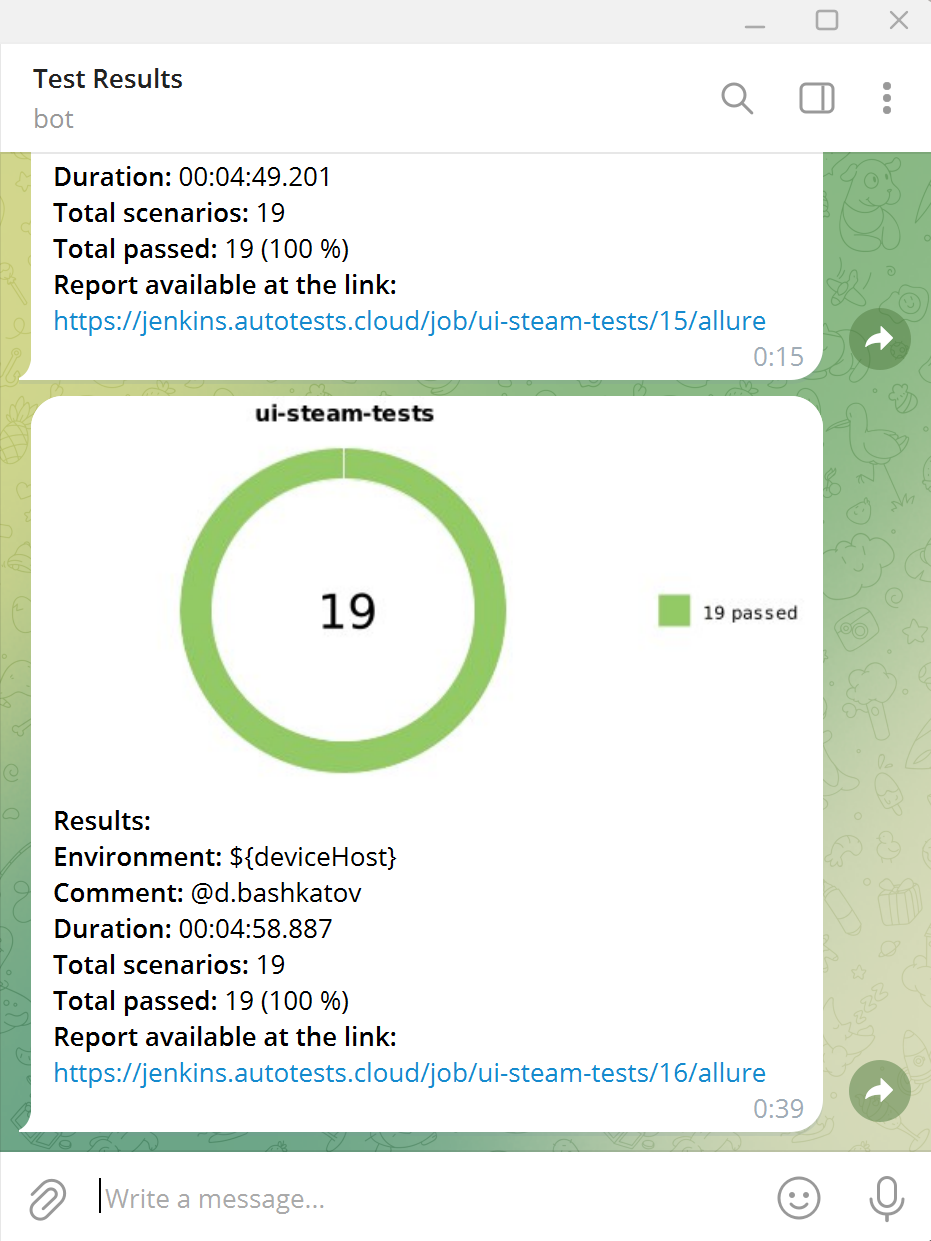 Test Results
bot
Duration: 00:04:49.201
Total scenarios: 19
Total passed: 19 (100 %)
Report available at the link:
https://jenkins.autotests.cloud/job/ui-steam-tests/15/allure
0:15
ui-steam-tests
19
19 passed
Results:
Environment: ${deviceHost}
Comment: @d.bashkatov
Duration: 00:04:58.887
Total scenarios: 19
Total passed: 19 (100 %)
Report available at the link:
https://jenkins.autotests.cloud/job/ui-steam-tests/16/allure
0:39
Write a message...